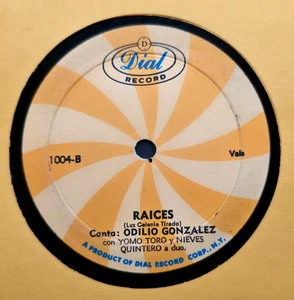 D
Dial
RECORD
1004-B Vals
RAICES
(Luz Celenia Tirado)
Canta: ODILIO GONZALEZ
con YOMO TORO y NIEVES
QUINTERO a duo.
A PRODUCT OF DIAL RECORD CORP., N.Y.